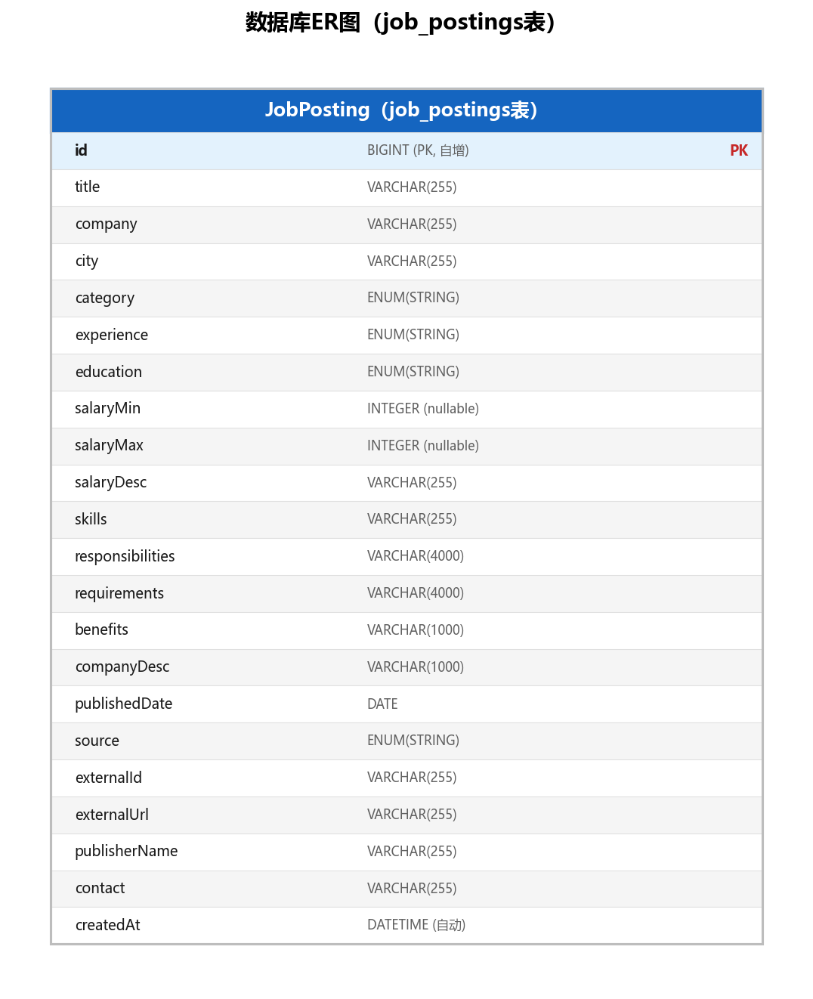 数据库ER图（job_postings表）
JobPosting（job_postings表）
id BIGINT (PK, 自增) PK
title VARCHAR(255)
company VARCHAR(255)
city VARCHAR(255)
category ENUM(STRING)
experience ENUM(STRING)
education ENUM(STRING)
salaryMin INTEGER (nullable)
salaryMax INTEGER (nullable)
salaryDesc VARCHAR(255)
skills VARCHAR(255)
responsibilities VARCHAR(4000)
requirements VARCHAR(4000)
benefits VARCHAR(1000)
companyDesc VARCHAR(1000)
publishedDate DATE
source ENUM(STRING)
externalId VARCHAR(255)
externalUrl VARCHAR(255)
publisherName VARCHAR(255)
contact VARCHAR(255)
createdAt DATETIME (自动)